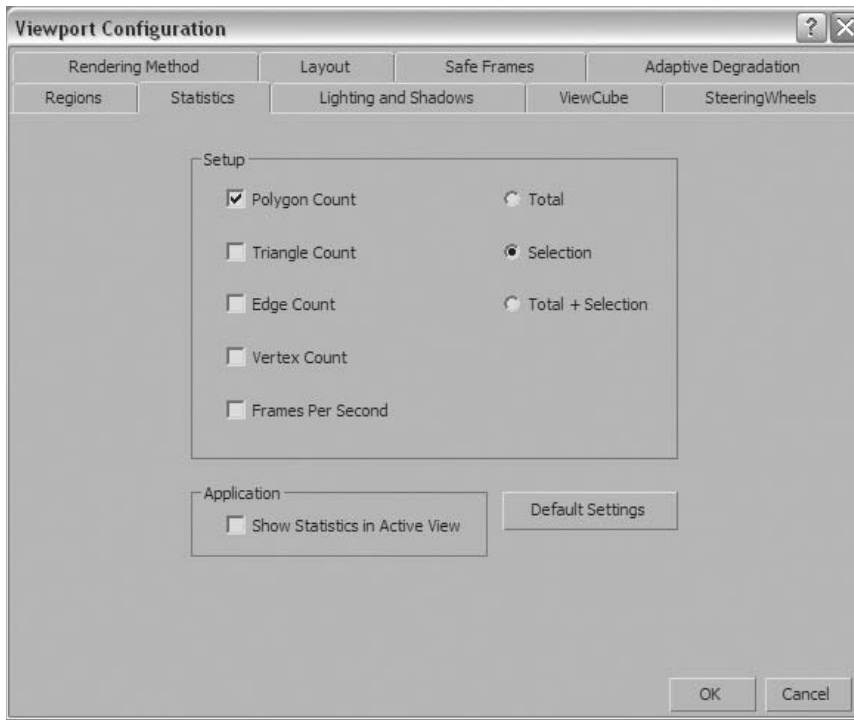 Viewport Configuration
Rendering Method Layout Safe Frames Adaptive Degradation
Regions Statistics Lighting and Shadows ViewCube SteeringWheels
Setup
Polygon Count Total
Triangle Count Selection
Edge Count Total + Selection
Vertex Count
Frames Per Second
Application
Show Statistics in Active View Default Settings
OK Cancel